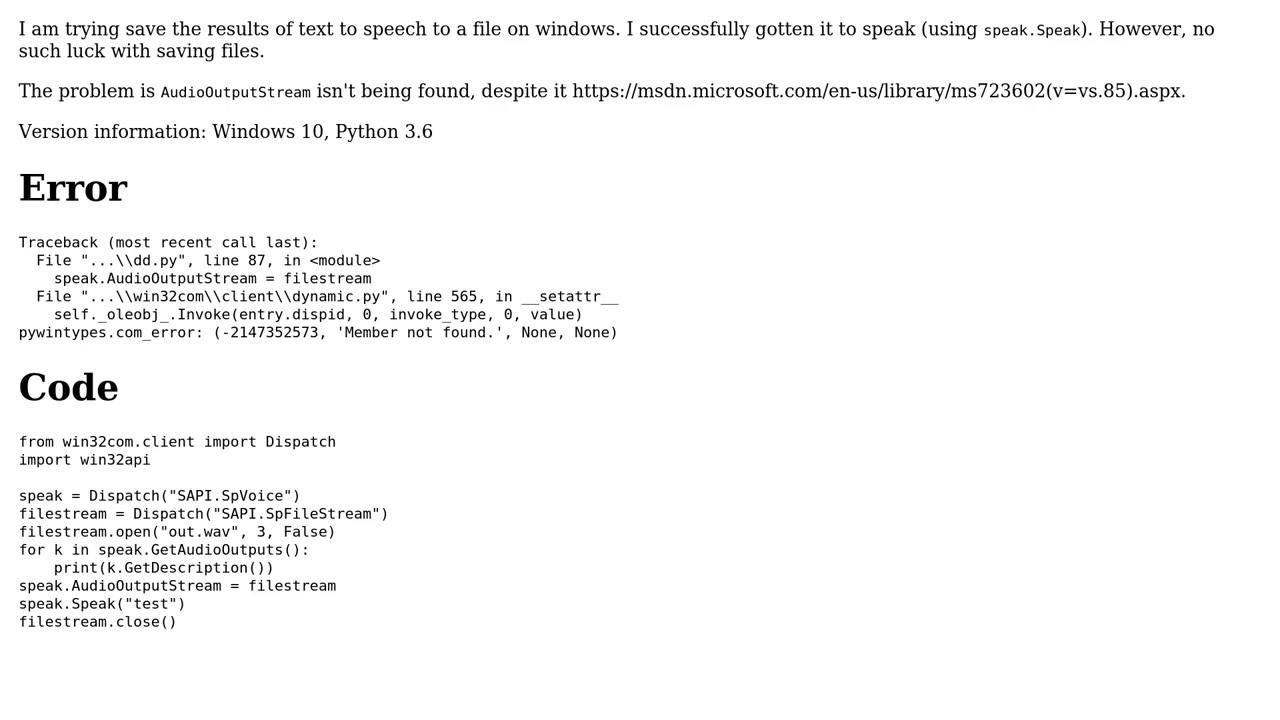 I am trying save the results of text to speech to a file on windows. I successfully gotten it to speak (using speak.Speak). However, no
such luck with saving files.
The problem is AudioOutputStream isn't being found, despite it https://msdn.microsoft.com/en-us/library/ms723602(v=vs.85).aspx.
Version information: Windows 10, Python 3.6
Error
Traceback (most recent call last):
  File "...\\dd.py", line 87, in <module>
    speak.AudioOutputStream = filestream
  File "...\\win32com\\client\\dynamic.py", line 565, in __setattr__
    self._oleobj_.Invoke(entry.dispid, 0, invoke_type, 0, value)
pywintypes.com_error: (-2147352573, 'Member not found.', None, None)
Code
from win32com.client import Dispatch
import win32api
speak = Dispatch("SAPI.SpVoice")
filestream = Dispatch("SAPI.SpFileStream")
filestream.open("out.wav", 3, False)
for k in speak.GetAudioOutputs():
    print(k.GetDescription())
speak.AudioOutputStream = filestream
speak.Speak("test")
filestream.close()